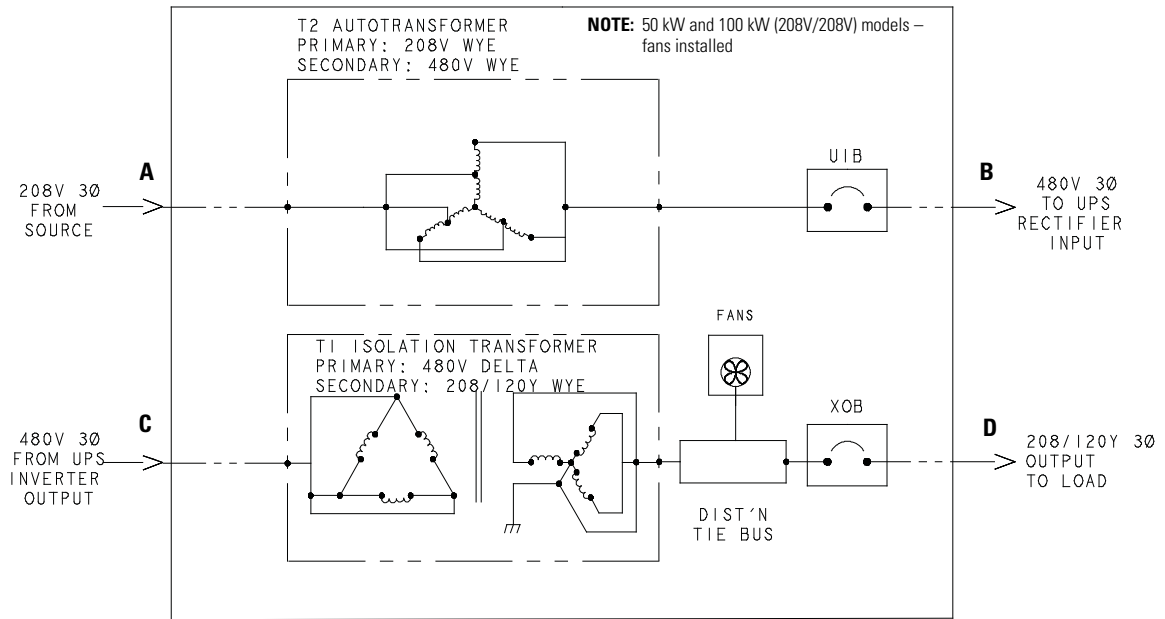 T2 AUTOTRANSFORMER
PRIMARY: 208V WYE
SECONDARY: 480V WYE
NOTE: 50 kW and 100 kW (208V/208V) models –
fans installed
A
208V 3Ø
FROM
SOURCE
UIB
B
480V 3Ø
TO UPS
RECTIFIER
INPUT
T1 ISOLATION TRANSFORMER
PRIMARY: 480V DELTA
SECONDARY: 208/120Y WYE
FANS
C
480V 3Ø
FROM UPS
INVERTER
OUTPUT
XOB
D
208/120Y 3Ø
OUTPUT
TO LOAD
DIST'N
TIE BUS